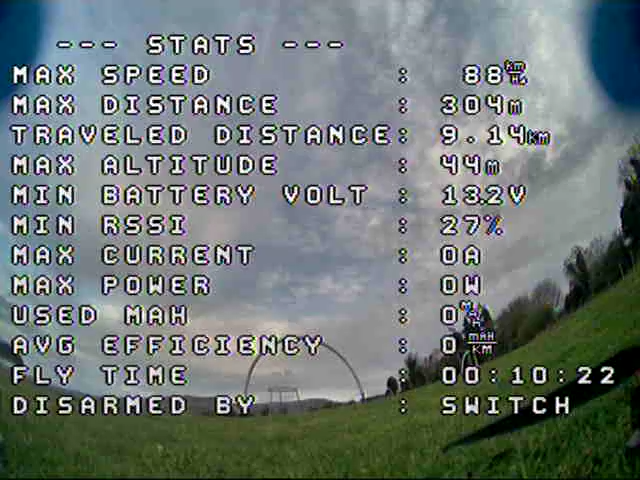 --- STATS ---
MAX SPEED : 88 km/h
MAX DISTANCE : 304m
TRAVELED DISTANCE: 9.14km
MAX ALTITUDE : 44m
MIN BATTERY VOLT : 13.2V
MIN RSSI : 27%
MAX CURRENT : 0A
MAX POWER : 0W
USED MAH : 0
AVG EFFICIENCY : 0 mAH/KM
FLY TIME : 00:10:22
DISARMED BY : SWITCH